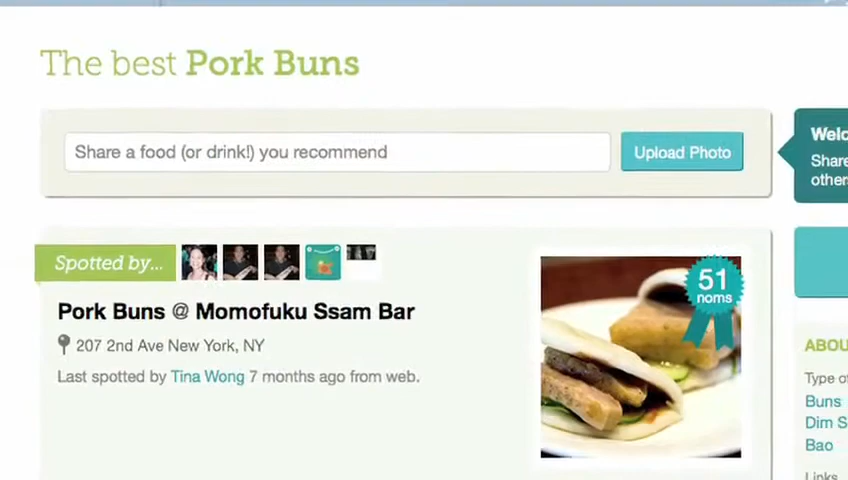 The best Pork Buns
Share a food (or drink!) you recommend
Upload Photo
Welc
Share
others
Spotted by...
51
noms
Pork Buns @ Momofuku Ssam Bar
207 2nd Ave New York, NY
Last spotted by Tina Wong 7 months ago from web.
ABOU
Type of
Buns
Dim S
Bao
Links